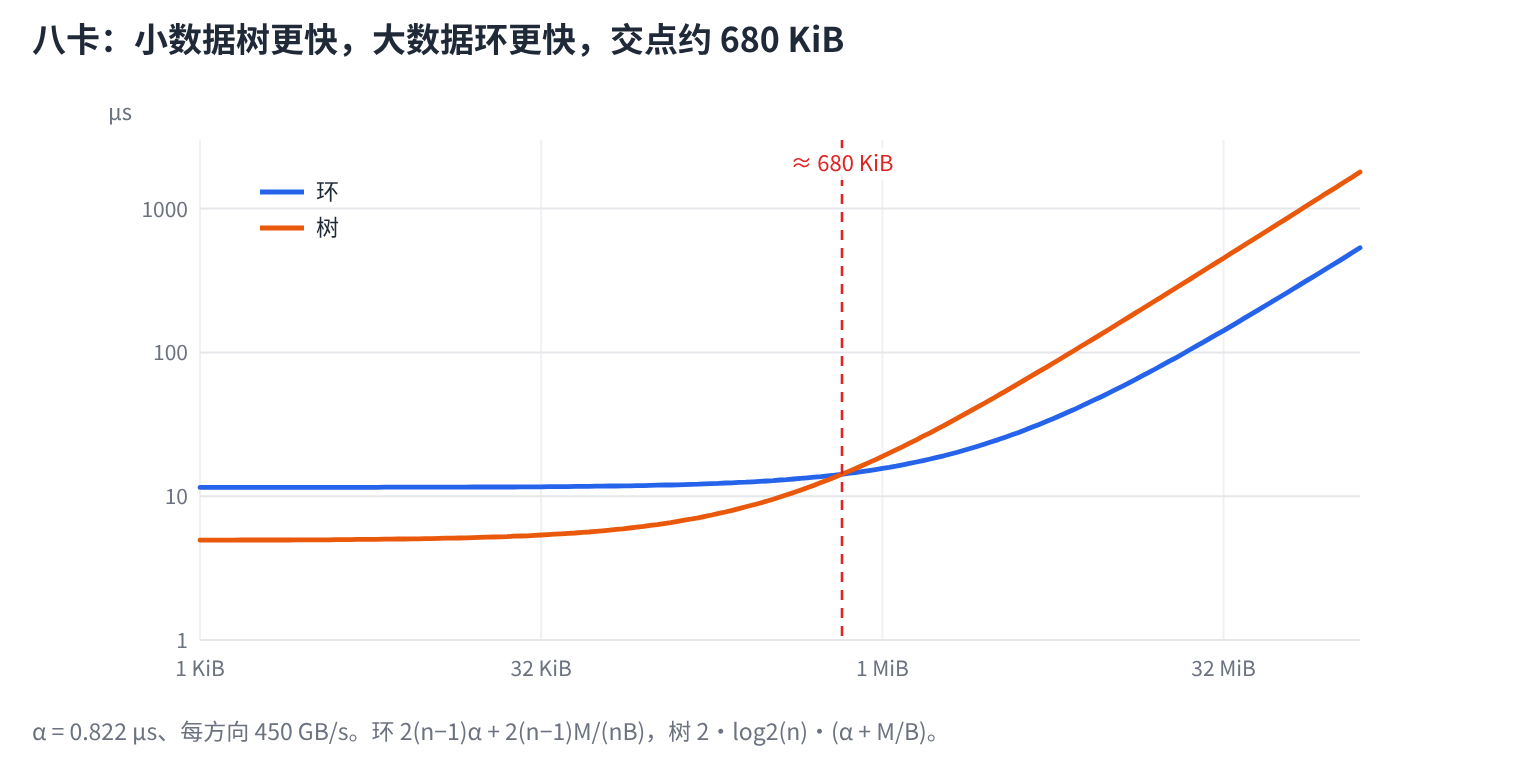 八卡：小数据树更快，大数据环更快，交点约 680 KiB
μs
≈ 680 KiB
环
树
1000
100
10
1
1 KiB
32 KiB
1 MiB
32 MiB
α = 0.822 μs、每方向 450 GB/s。环 2(n−1)α + 2(n−1)M/(nB)，树 2・log2(n)・(α + M/B)。